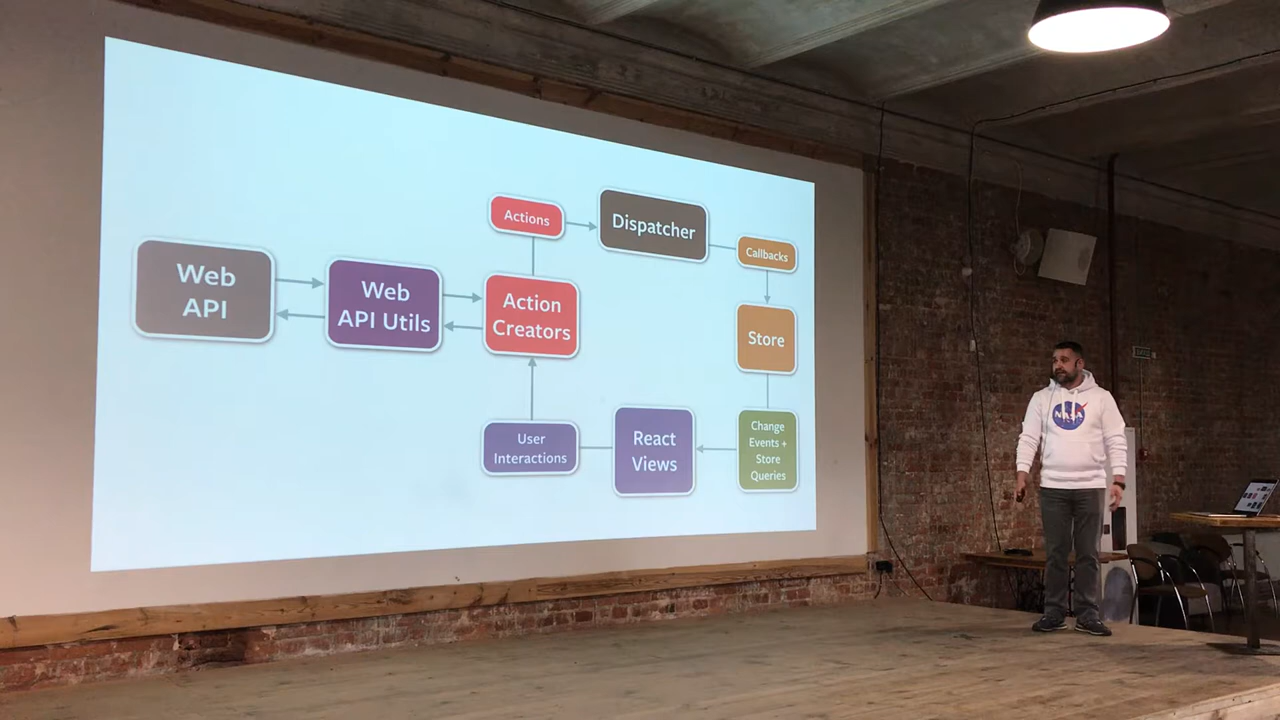 Actions
Dispatcher
Callbacks
Web
API
Web
API Utils
Action
Creators
Store
User
Interactions
React
Views
Change
Events +
Store
Queries
NASA